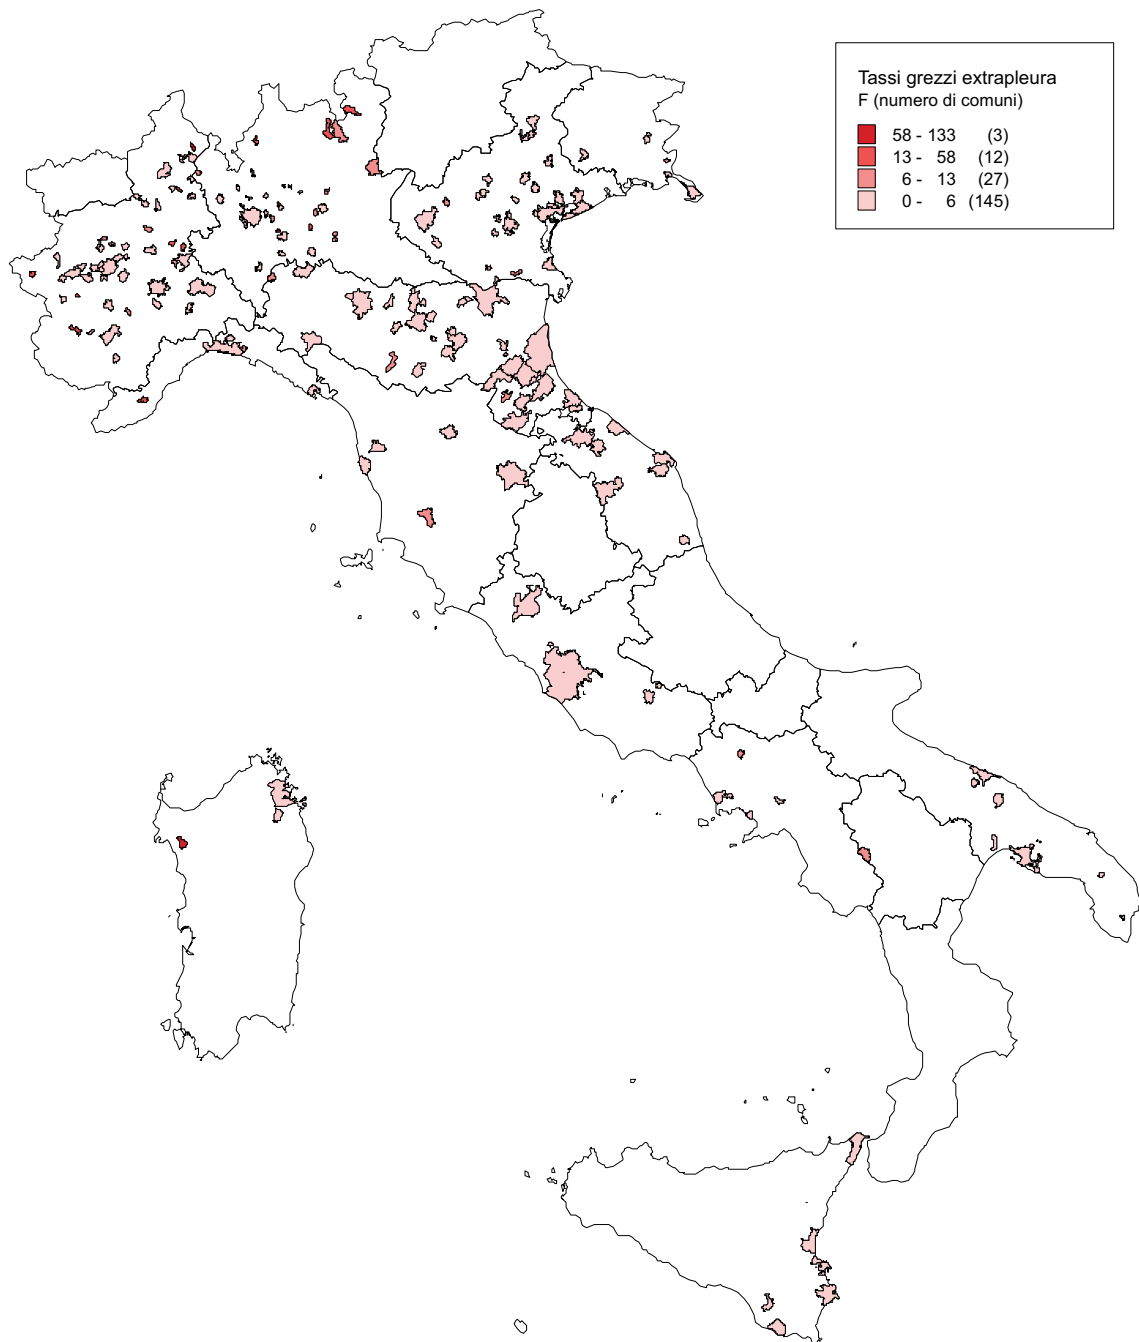 Tassi grezzi extrapleura
F (numero di comuni)
58 - 133 (3)
13 - 58 (12)
6 - 13 (27)
0 - 6 (145)